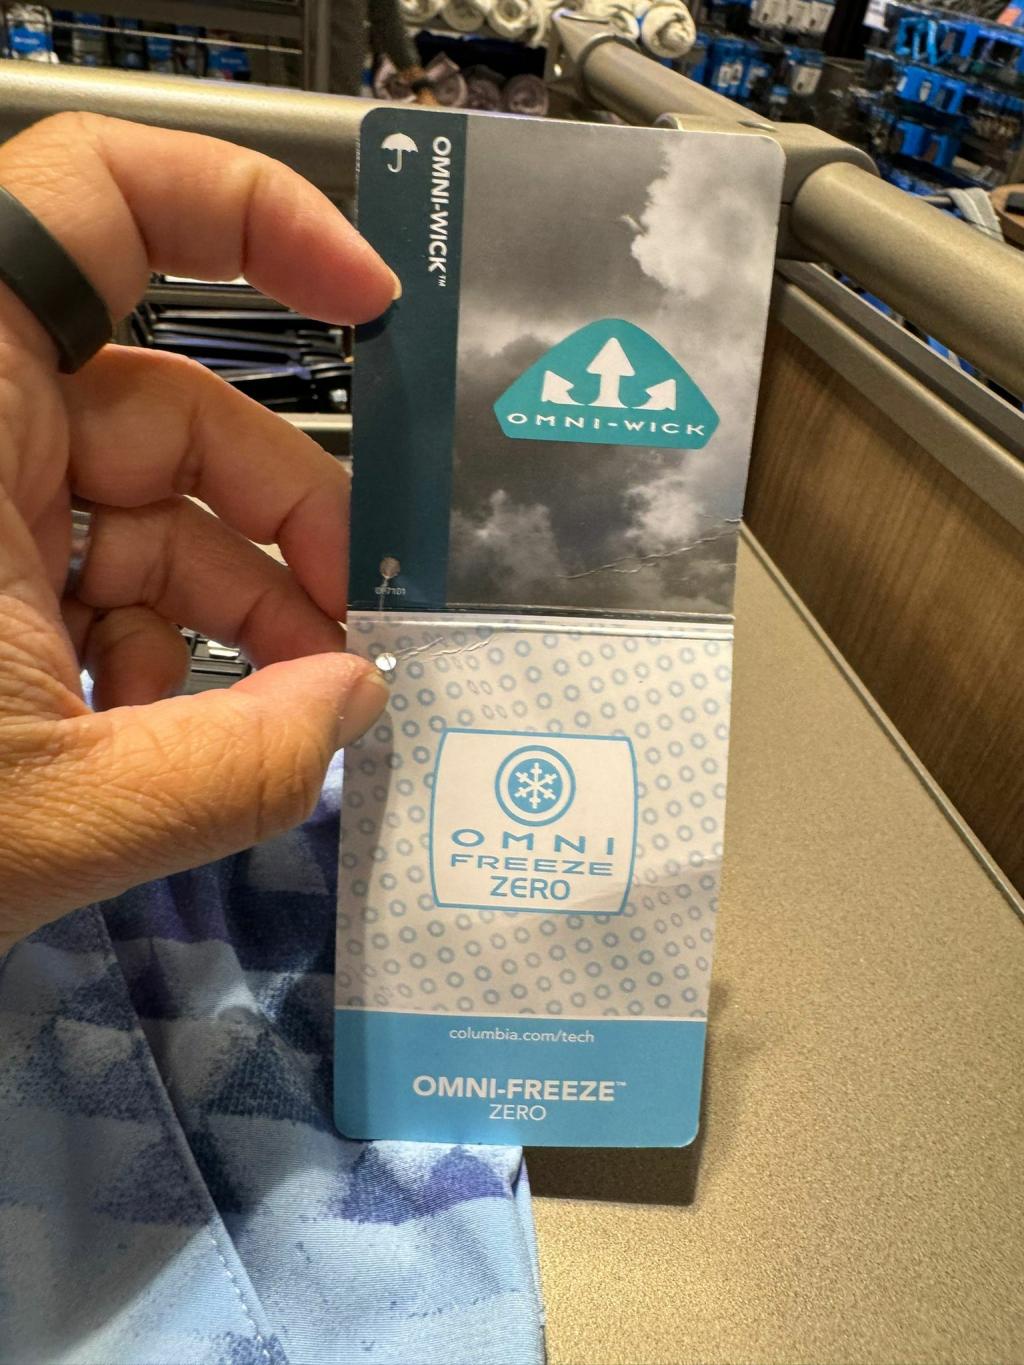 OMNI-WICK™
OMNI-WICK
OMNI
FREEZE
ZERO
columbia.com/tech
OMNI-FREEZE™
ZERO